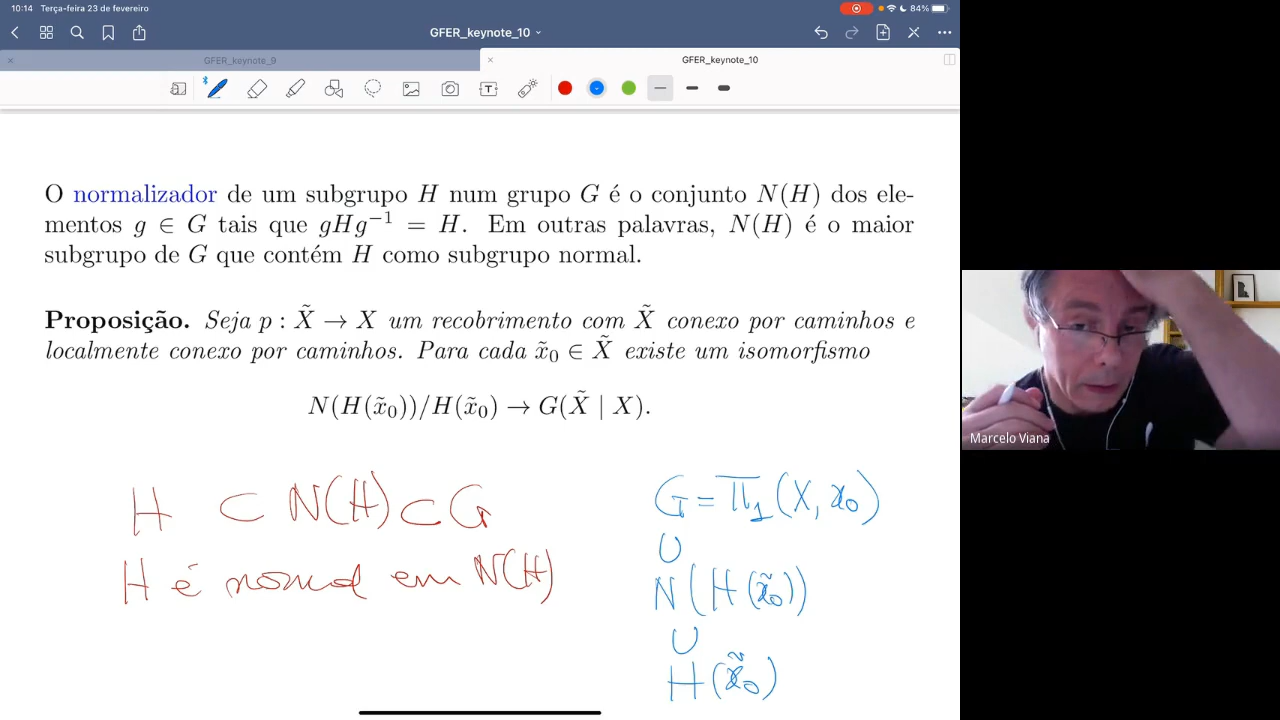 10:14 Terça-feira 23 de fevereiro
84%
GFER_keynote_10
GFER_keynote_9
GFER_keynote_10
O normalizador de um subgrupo H num grupo G é o conjunto N(H) dos ele-
mentos g ∈ G tais que gHg⁻¹ = H. Em outras palavras, N(H) é o maior
subgrupo de G que contém H como subgrupo normal.
Proposição. Seja p : X̃ → X um recobrimento com X̃ conexo por caminhos e
localmente conexo por caminhos. Para cada x̃₀ ∈ X̃ existe um isomorfismo
N(H(x̃₀))/H(x̃₀) → G(X̃ | X).
H ⊂ N(H) ⊂ G
H é normal em N(H)
G = π₁(X, x₀)
∪
N(H(x̃₀))
∪
H(x̃₀)
Marcelo Viana